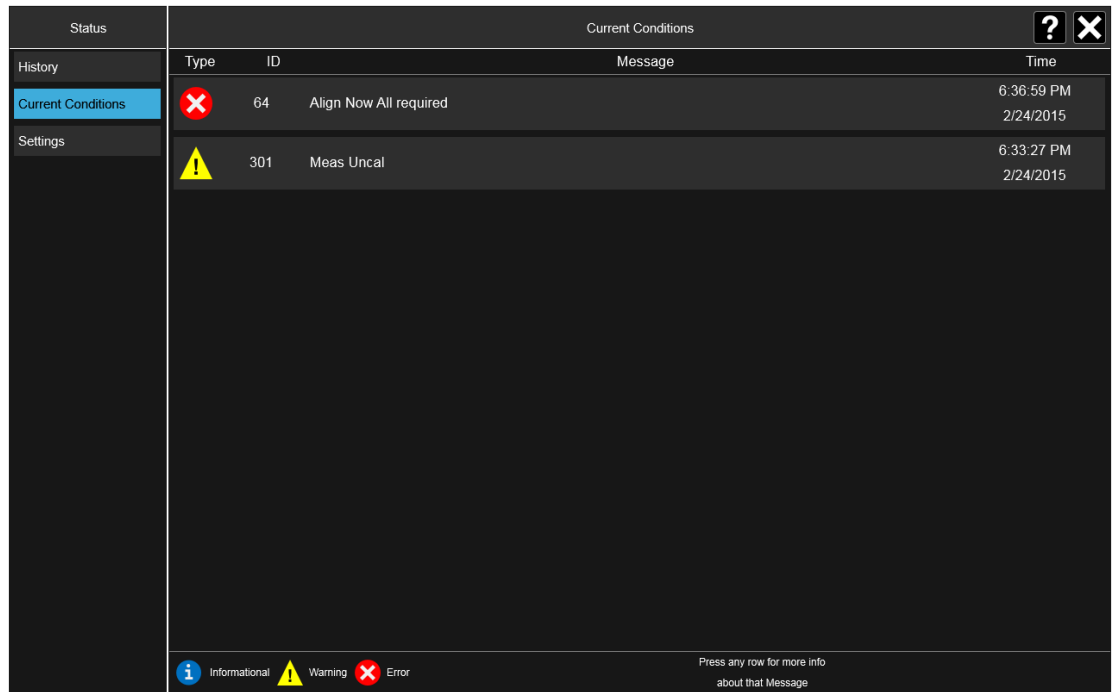 Status
Current Conditions
?
History
Current Conditions
Settings
Type ID Message Time
64 Align Now All required 6:36:59 PM
2/24/2015
301 Meas Uncal 6:33:27 PM
2/24/2015
i Informational ! Warning Error
Press any row for more info
about that Message